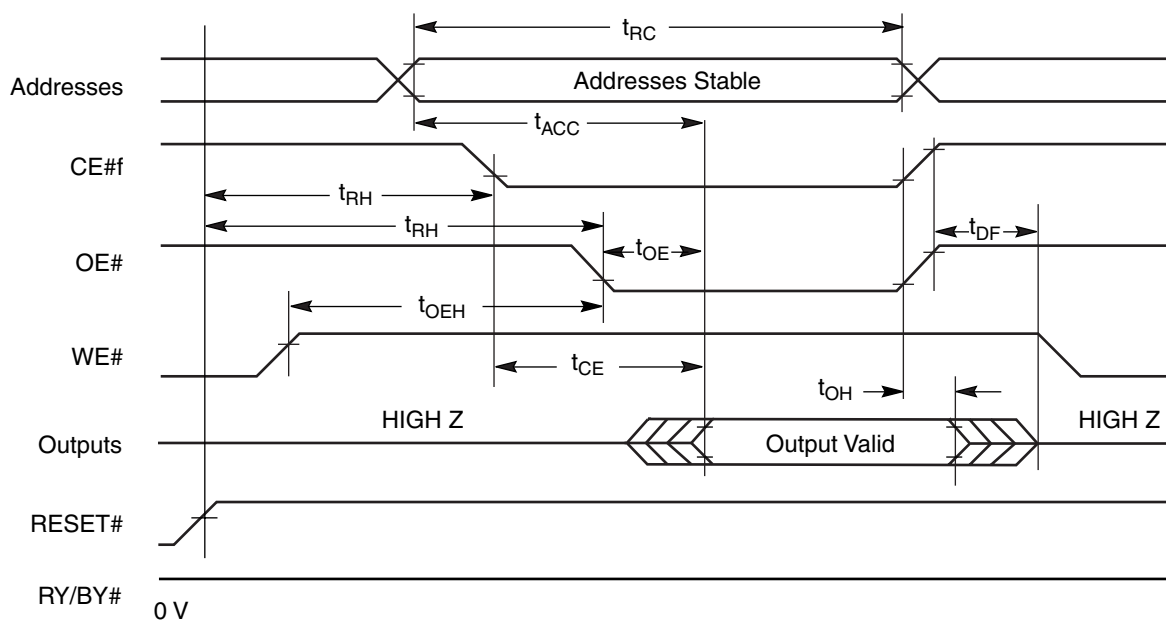 tRC
Addresses
Addresses Stable
tACC
CE#f
tRH
tRH
tOE
tDF
OE#
tOEH
WE#
tCE
tOH
HIGH Z
HIGH Z
Outputs
Output Valid
RESET#
RY/BY#
0 V